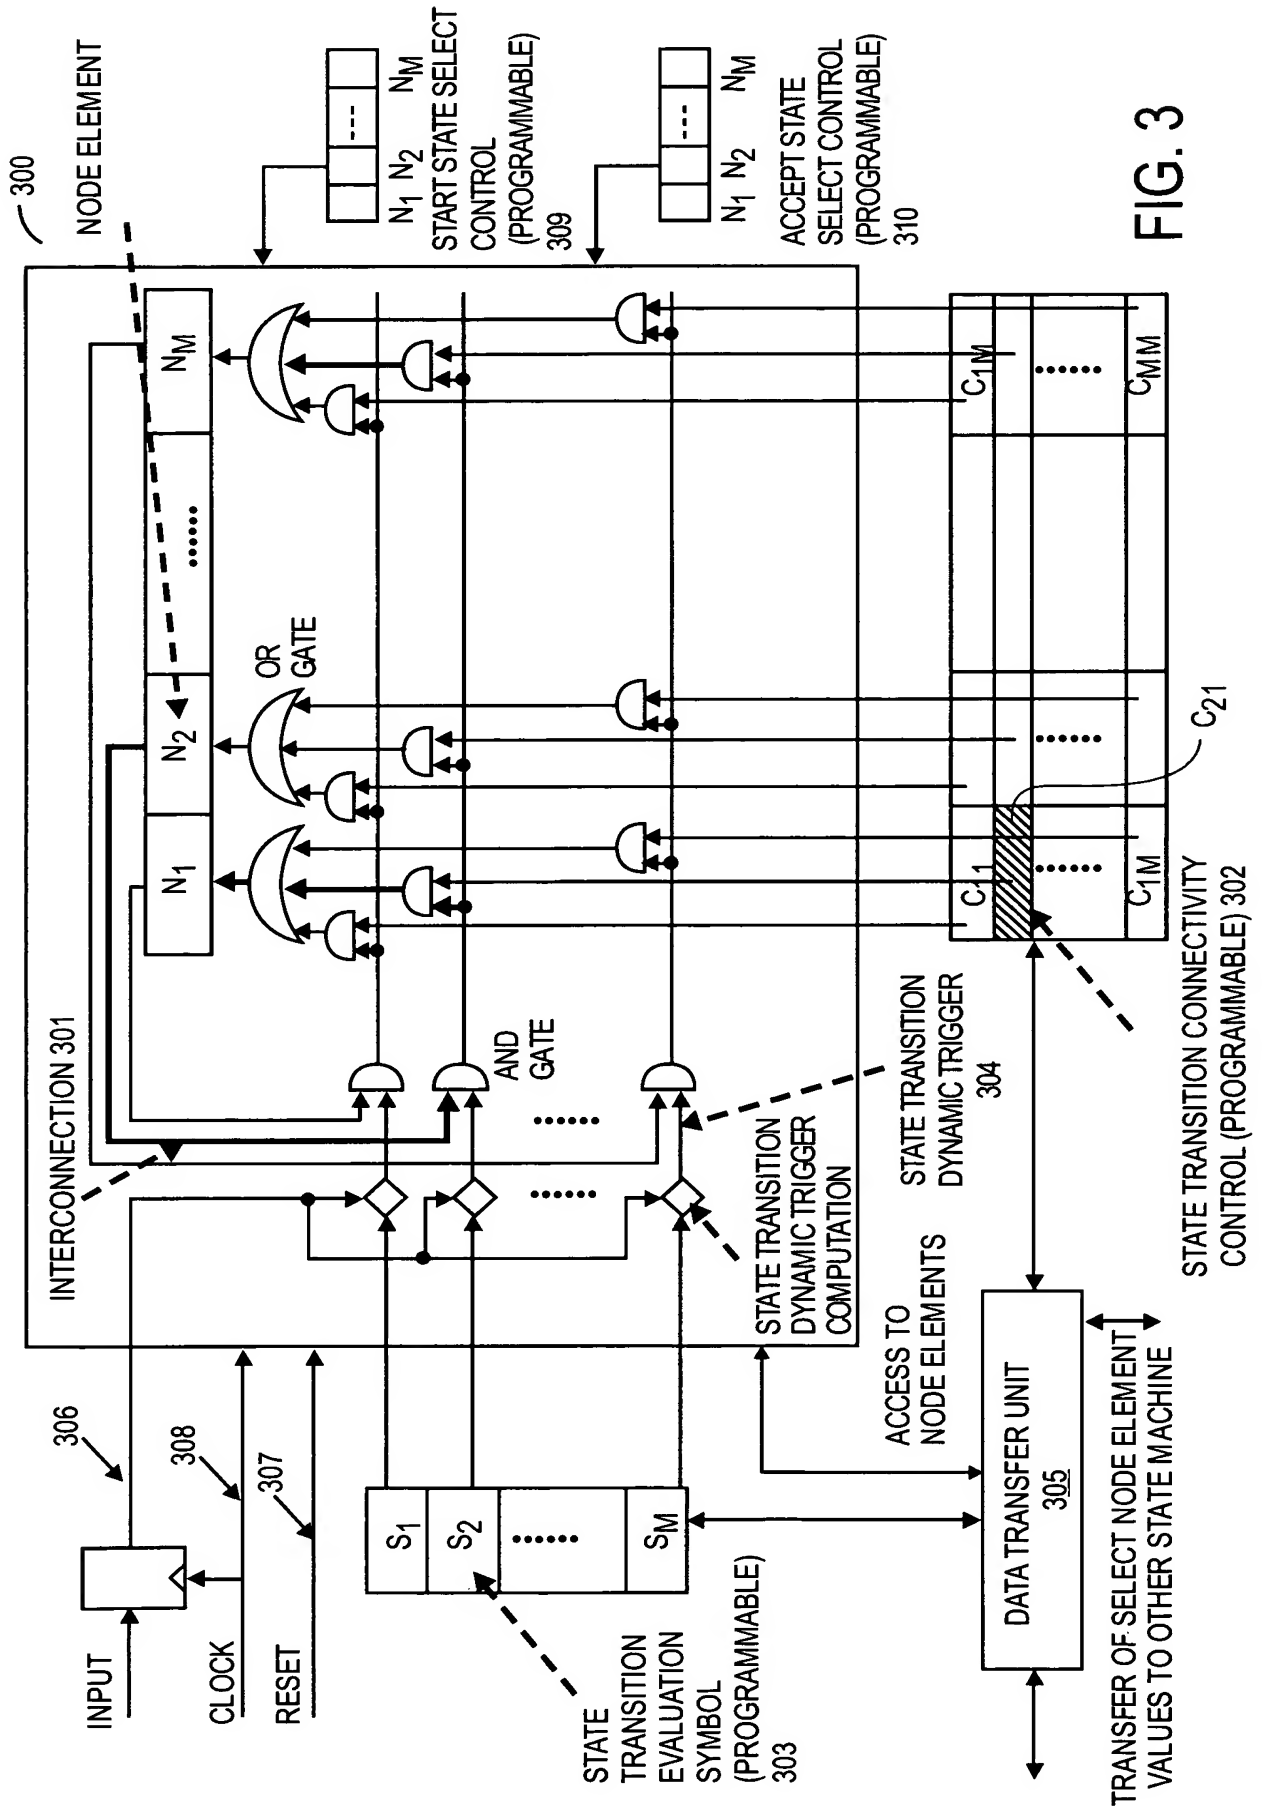 300
NODE ELEMENT
N1
N2
......
NM
INTERCONNECTION 301
OR
GATE
AND
GATE
......
......
STATE TRANSITION
DYNAMIC TRIGGER
COMPUTATION
STATE TRANSITION
DYNAMIC TRIGGER
304
N1 N2 --- NM
START STATE SELECT
CONTROL
(PROGRAMMABLE)
309
N1 N2 ---- NM
ACCEPT STATE
SELECT CONTROL
(PROGRAMMABLE)
310
INPUT
306
CLOCK
308
RESET
307
S1
S2
......
SM
STATE
TRANSITION
EVALUATION
SYMBOL
(PROGRAMMABLE)
303
C11
......
C1M
......
C1M
......
CMM
C21
STATE TRANSITION CONNECTIVITY
CONTROL (PROGRAMMABLE) 302
ACCESS TO
NODE ELEMENTS
DATA TRANSFER UNIT
305
TRANSFER OF SELECT NODE ELEMENT
VALUES TO OTHER STATE MACHINE
FIG. 3